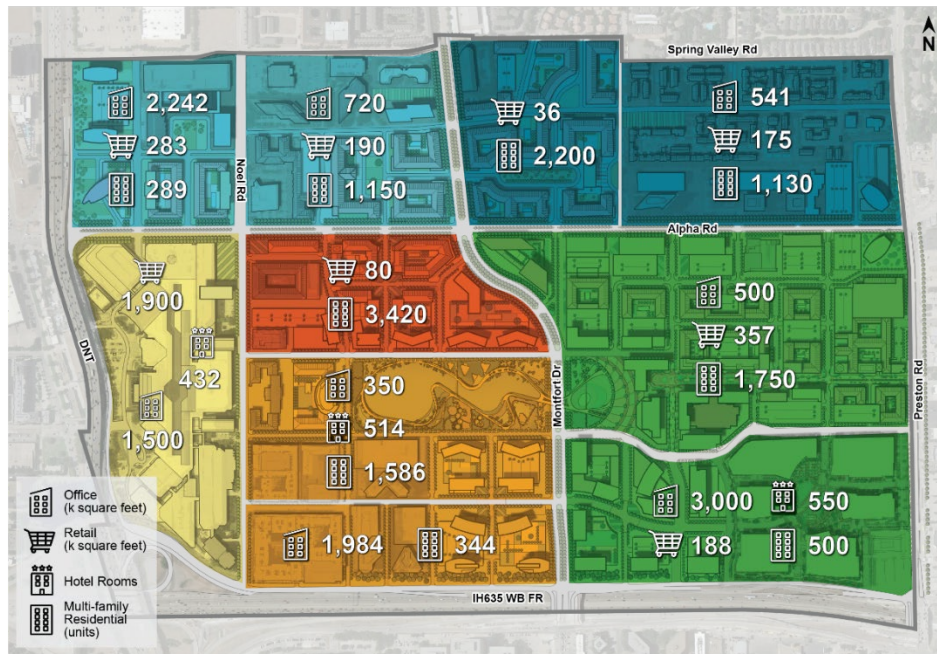 N
Spring Valley Rd
2,242
283
289
Noel Rd
720
190
1,150
36
2,200
541
175
1,130
Alpha Rd
1,900
432
1,500
DNT
80
3,420
350
514
1,586
1,984
344
Montfort Dr
500
357
1,750
Preston Rd
3,000
550
188
500
IH635 WB FR
Office
(k square feet)
Retail
(k square feet)
Hotel Rooms
Multi-family
Residential
(units)